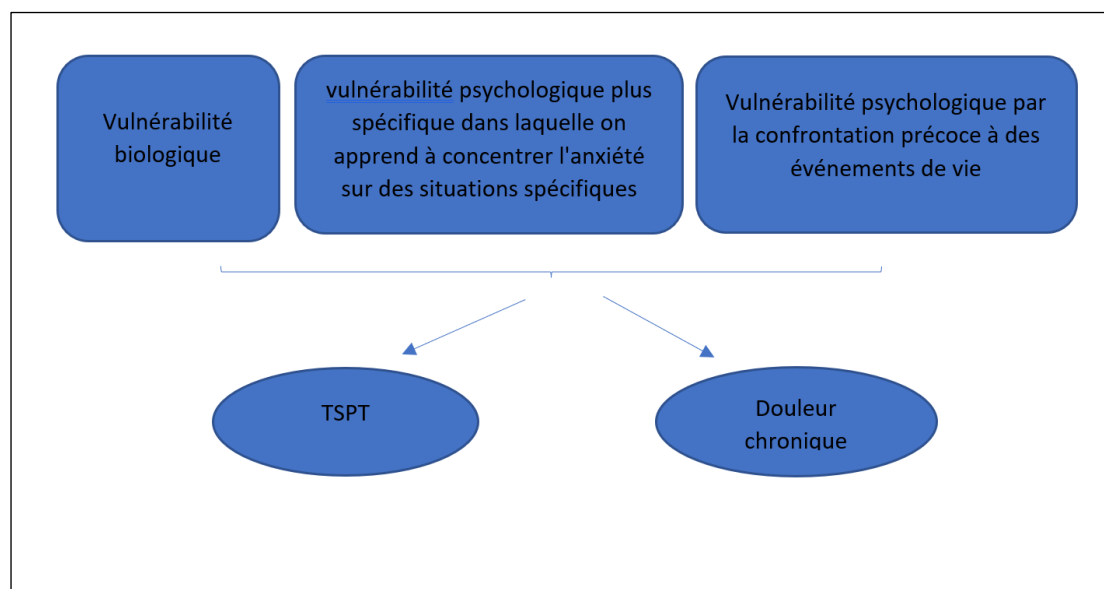 Vulnérabilité
biologique
vulnérabilité psychologique plus
spécifique dans laquelle on
apprend à concentrer l'anxiété
sur des situations spécifiques
Vulnérabilité psychologique par
la confrontation précoce à des
événements de vie
TSPT
Douleur
chronique